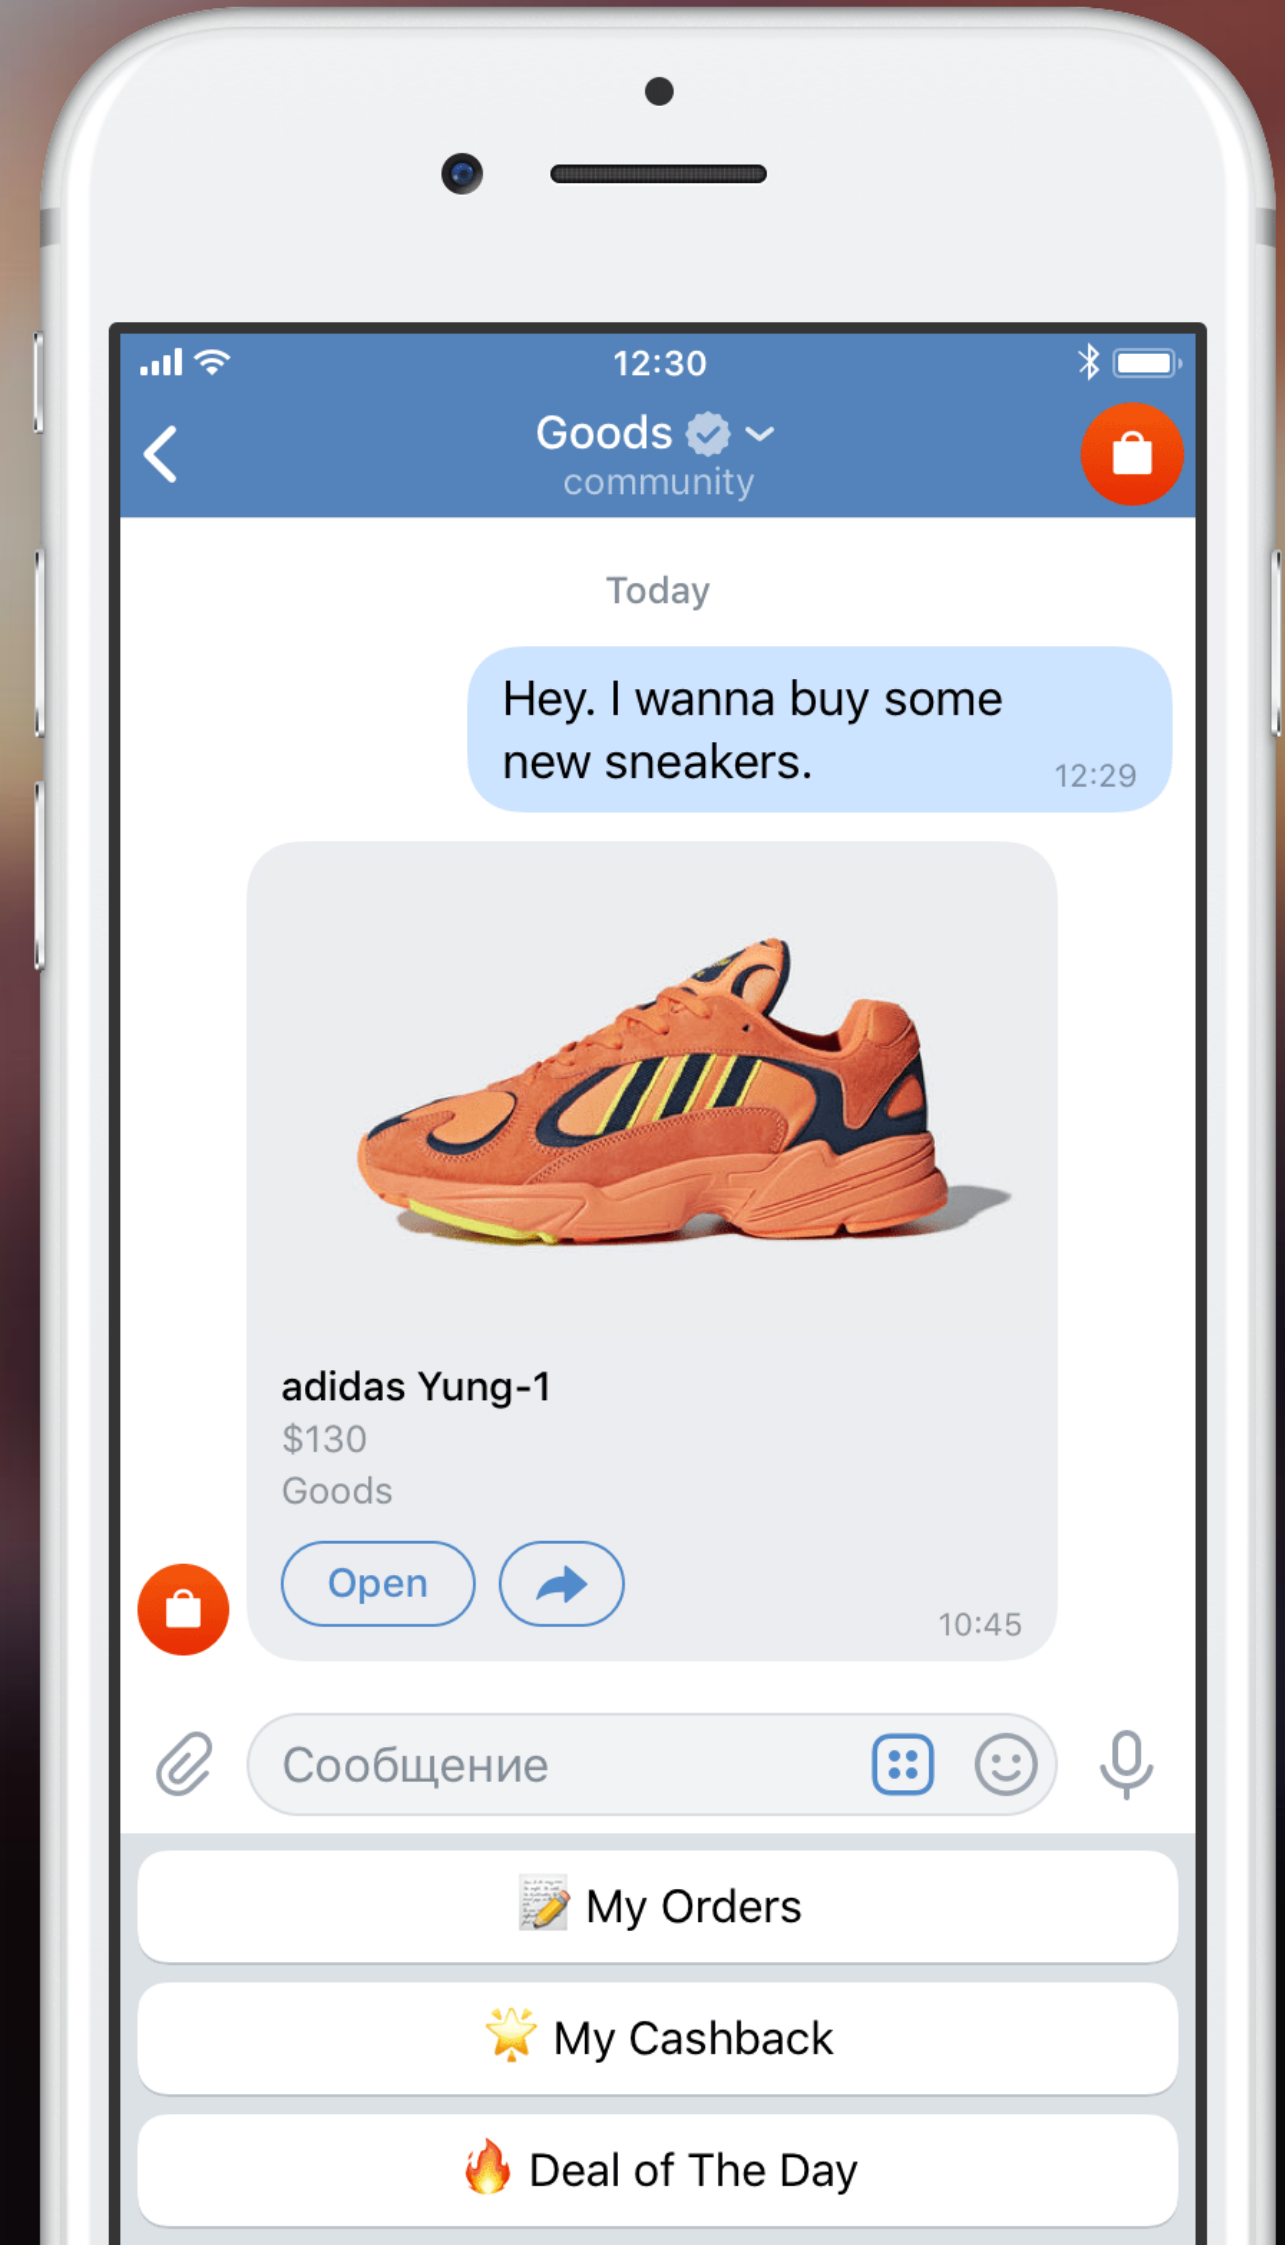 12:30
Goods
community
Today
Hey. I wanna buy some
new sneakers.
12:29
adidas Yung-1
$130
Goods
Open
10:45
Сообщение
My Orders
My Cashback
Deal of The Day